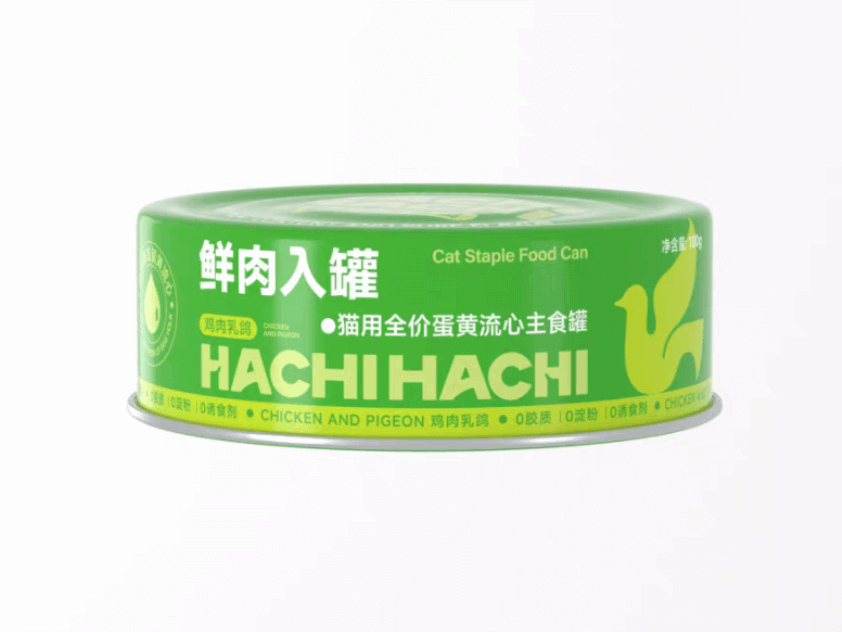 鲜肉入罐
Cat Staple Food Can
净含量:100g
鸡肉乳鸽
CHICKEN
AND PIGEON
●猫用全价蛋黄流心主食罐
HACHIHACHI
0淀粉 | 0诱食剂 ● CHICKEN AND PIGEON 鸡肉乳鸽 ● 0胶质 | 0淀粉 | 0诱食剂 ● CHICKEN